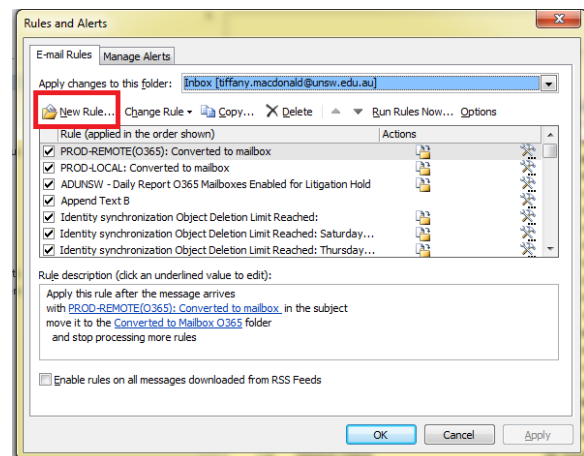 Rules and Alerts
E-mail Rules
Manage Alerts
Apply changes to this folder: Inbox [tiffany.macdonald@unsw.edu.au]
New Rule... Change Rule Copy... Delete Run Rules Now... Options
Rule (applied in the order shown) Actions
PROD-REMOTE(O365): Converted to mailbox
PROD-LOCAL: Converted to mailbox
ADUNSW - Daily Report O365 Mailboxes Enabled for Litigation Hold
Append Text B
Identity synchronization Object Deletion Limit Reached:
Identity synchronization Object Deletion Limit Reached: Saturday...
Identity synchronization Object Deletion Limit Reached: Thursday...
Rule description (click an underlined value to edit):
Apply this rule after the message arrives
with PROD-REMOTE(O365): Converted to mailbox in the subject
move it to the Converted to Mailbox O365 folder
and stop processing more rules
Enable rules on all messages downloaded from RSS Feeds
OK Cancel Apply